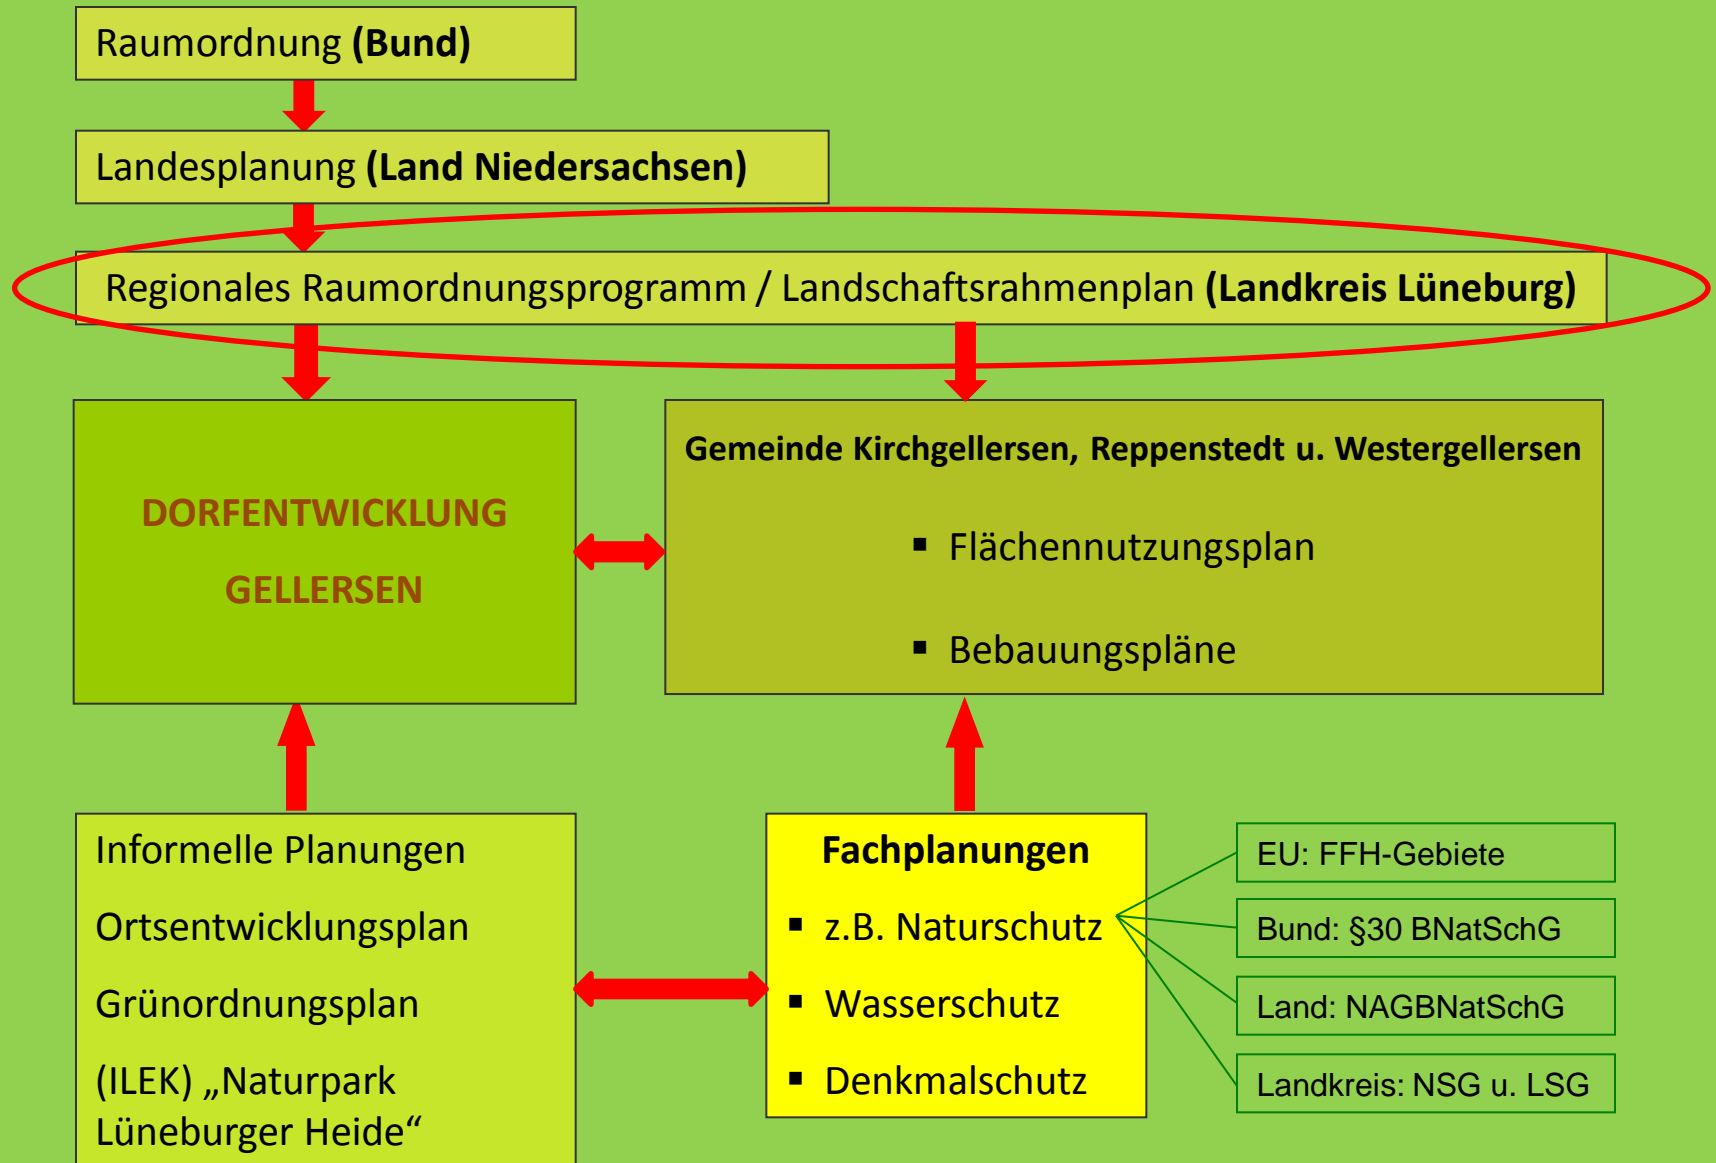 Raumordnung (Bund)
Landesplanung (Land Niedersachsen)
Regionales Raumordnungsprogramm / Landschaftsrahmenplan (Landkreis Lüneburg)
DORFENTWICKLUNG
GELLERSEN
Gemeinde Kirchgellersen, Reppenstedt u. Westergellersen
▪ Flächennutzungsplan
▪ Bebauungspläne
Informelle Planungen
Ortsentwicklungsplan
Grünordnungsplan
(ILEK) „Naturpark
Lüneburger Heide“
Fachplanungen
▪ z.B. Naturschutz
▪ Wasserschutz
▪ Denkmalschutz
EU: FFH-Gebiete
Bund: §30 BNatSchG
Land: NAGBNatSchG
Landkreis: NSG u. LSG